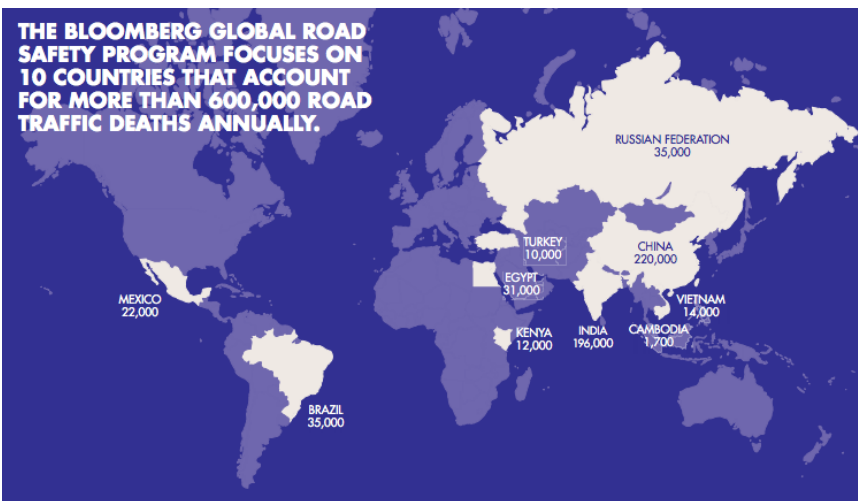 THE BLOOMBERG GLOBAL ROAD
SAFETY PROGRAM FOCUSES ON
10 COUNTRIES THAT ACCOUNT
FOR MORE THAN 600,000 ROAD
TRAFFIC DEATHS ANNUALLY.
RUSSIAN FEDERATION
35,000
TURKEY
10,000
CHINA
220,000
EGYPT
31,000
MEXICO
22,000
VIETNAM
14,000
KENYA
12,000
INDIA
196,000
CAMBODIA
1,700
BRAZIL
35,000